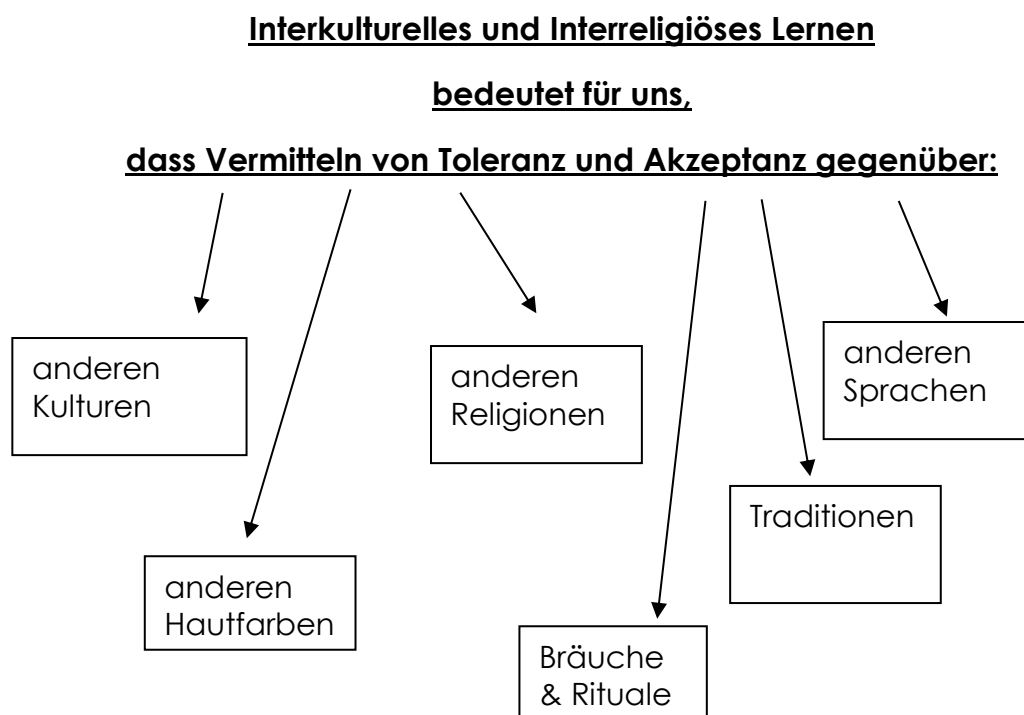 Interkulturelles und Interreligiöses Lernen
bedeutet für uns,
dass Vermitteln von Toleranz und Akzeptanz gegenüber:
anderen
Kulturen
anderen
Religionen
anderen
Sprachen
Traditionen
anderen
Hautfarben
Bräuche
& Rituale